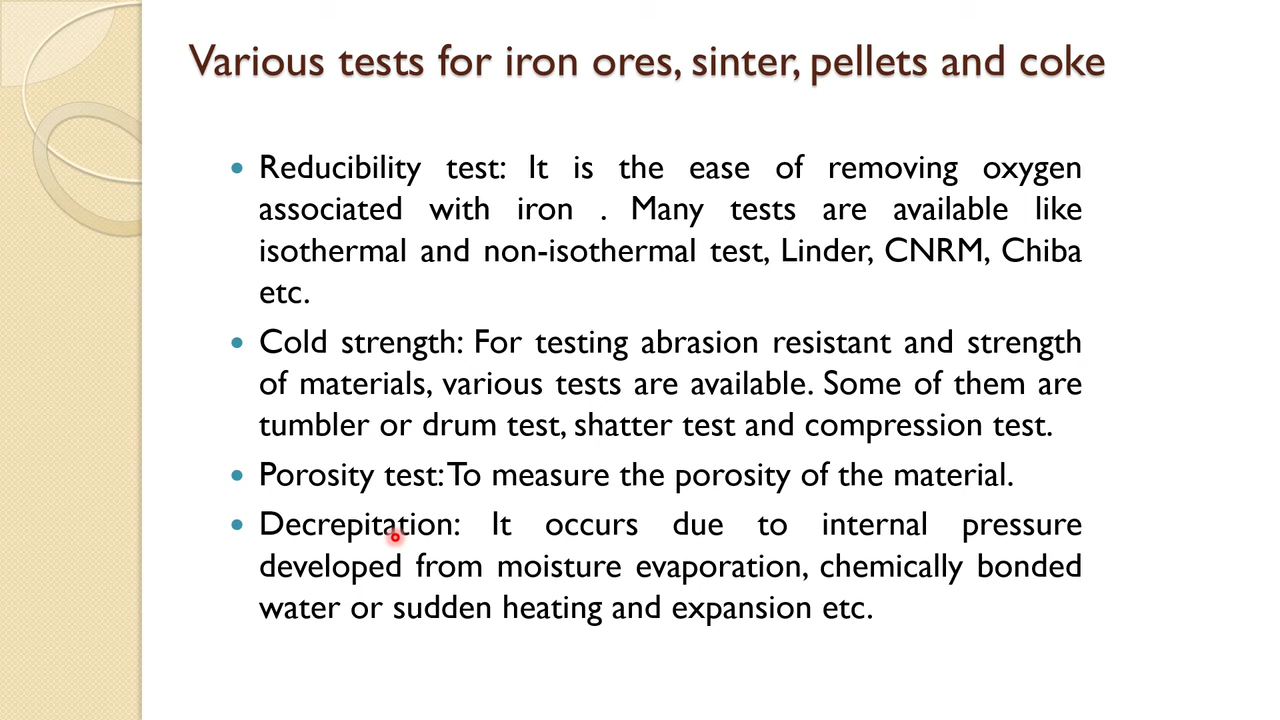 Various tests for iron ores, sinter, pellets and coke
• Reducibility test: It is the ease of removing oxygen
associated with iron . Many tests are available like
isothermal and non-isothermal test, Linder, CNRM, Chiba
etc.
• Cold strength: For testing abrasion resistant and strength
of materials, various tests are available. Some of them are
tumbler or drum test, shatter test and compression test.
• Porosity test: To measure the porosity of the material.
• Decrepitation: It occurs due to internal pressure
developed from moisture evaporation, chemically bonded
water or sudden heating and expansion etc.